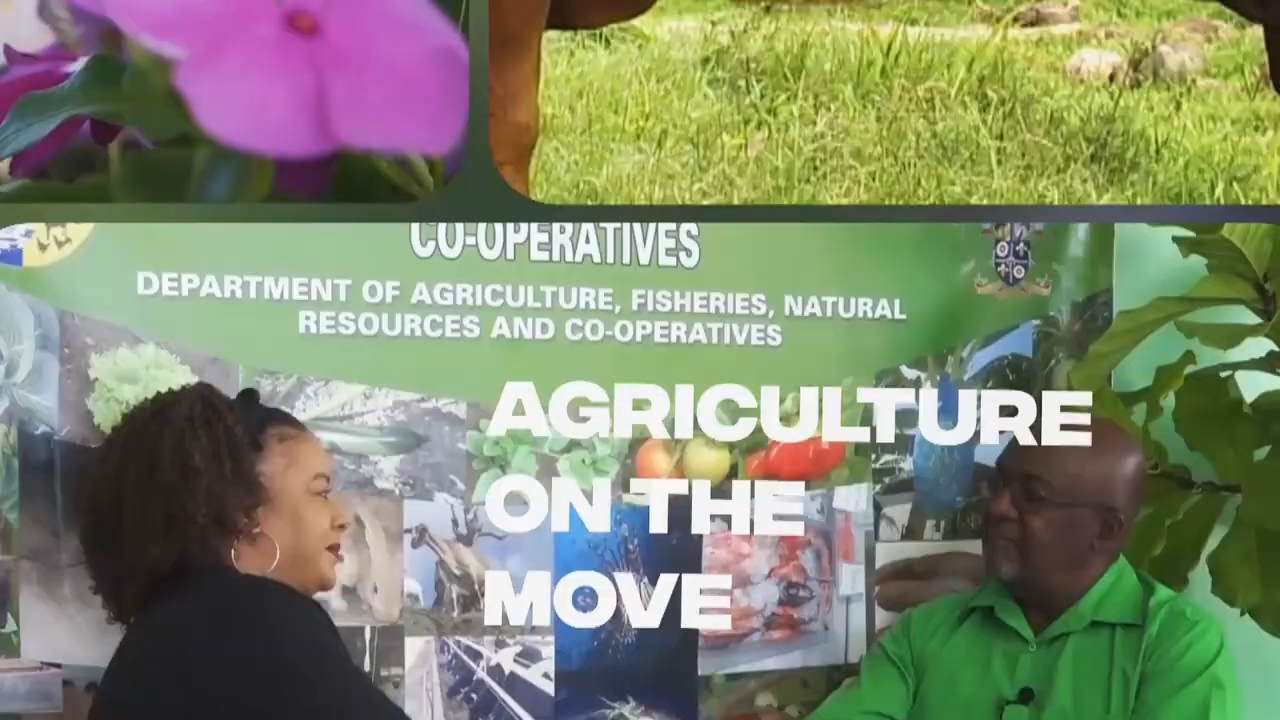 CO-OPERATIVES
DEPARTMENT OF AGRICULTURE, FISHERIES, NATURAL
RESOURCES AND CO-OPERATIVES
AGRICULTURE
ON THE
MOVE